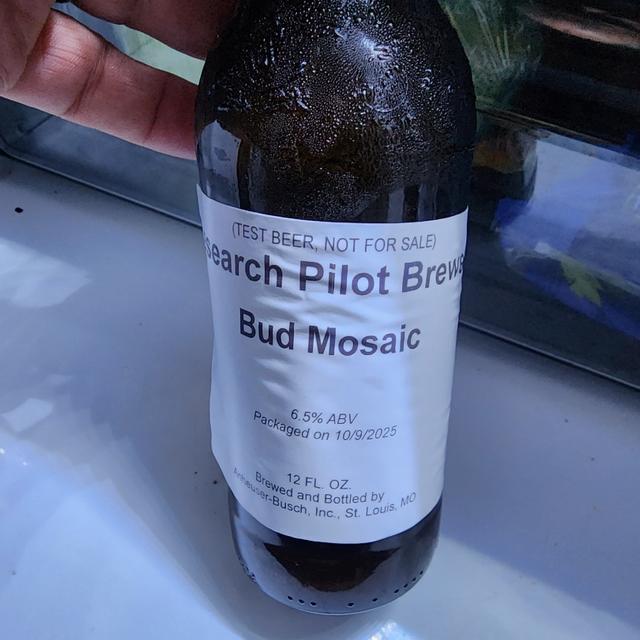 (TEST BEER, NOT FOR SALE)
search Pilot Brew
Bud Mosaic
6.5% ABV
Packaged on 10/9/2025
12 FL. OZ.
Brewed and Bottled by
Anheuser-Busch, Inc., St. Louis, MO